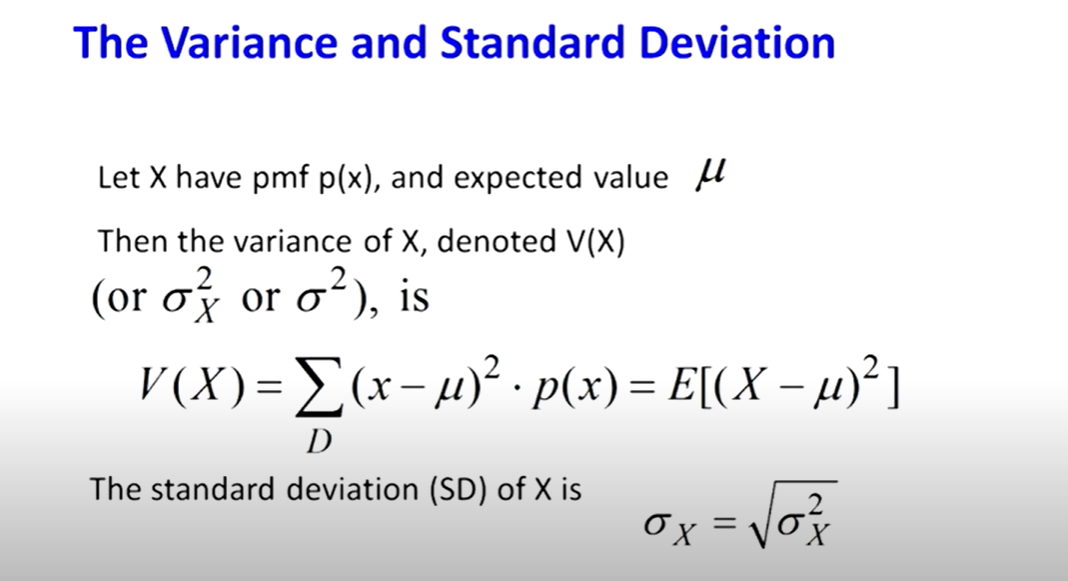 The Variance and Standard Deviation
Let X have pmf p(x), and expected value μ
Then the variance of X, denoted V(X)
(or σ²_X or σ²), is
V(X) = ∑_D (x − μ)² · p(x) = E[(X − μ)²]
The standard deviation (SD) of X is
σ_X = √σ²_X